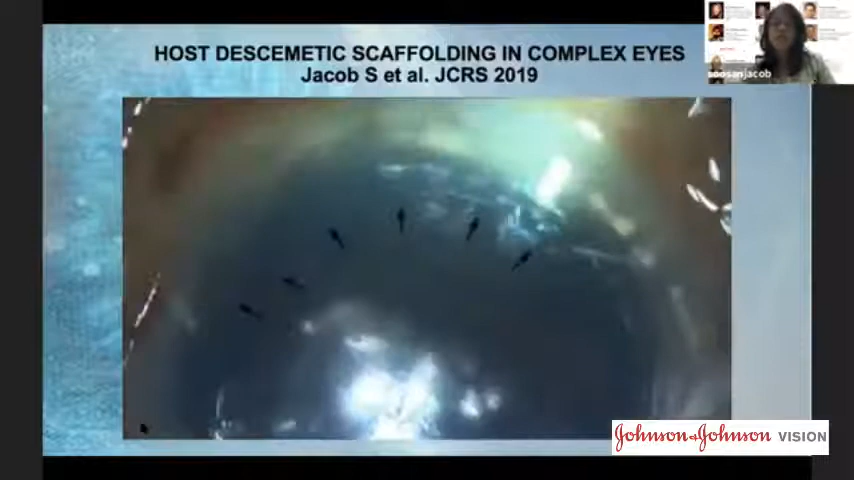 HOST DESCEMETIC SCAFFOLDING IN COMPLEX EYES
Jacob S et al. JCRS 2019
soosanjacob
Johnson+Johnson VISION